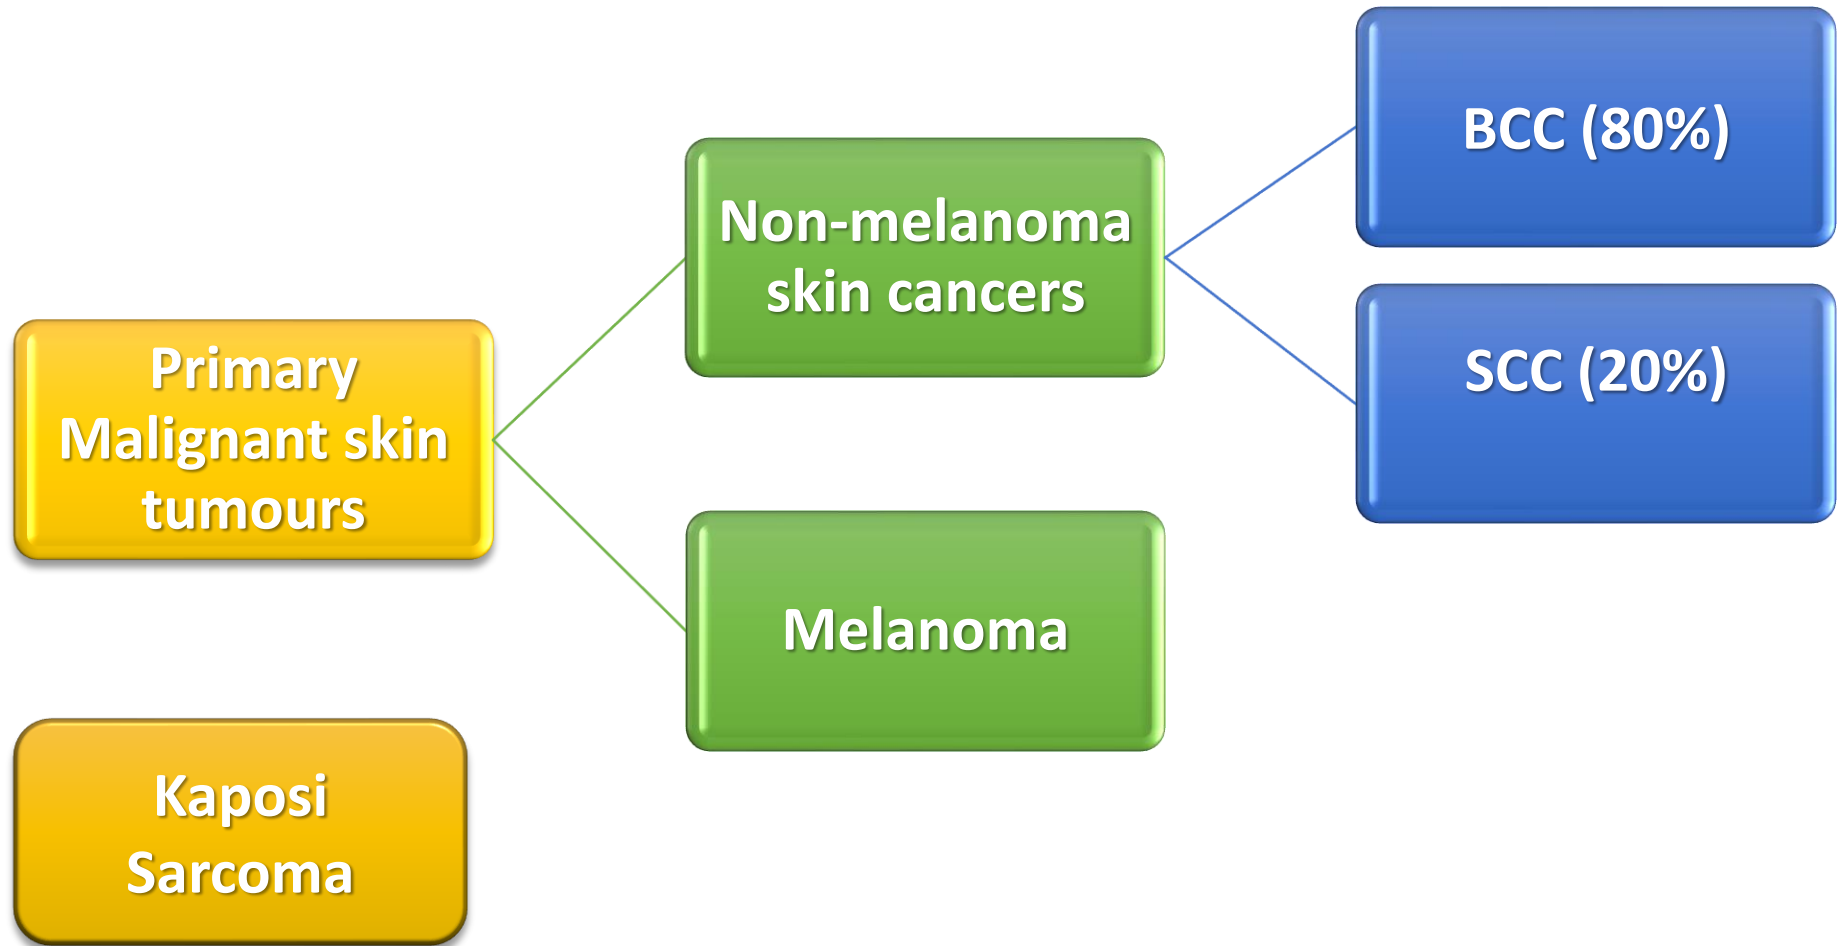 Primary
Malignant skin
tumours
Non-melanoma
skin cancers
Melanoma
BCC (80%)
SCC (20%)
Kaposi
Sarcoma